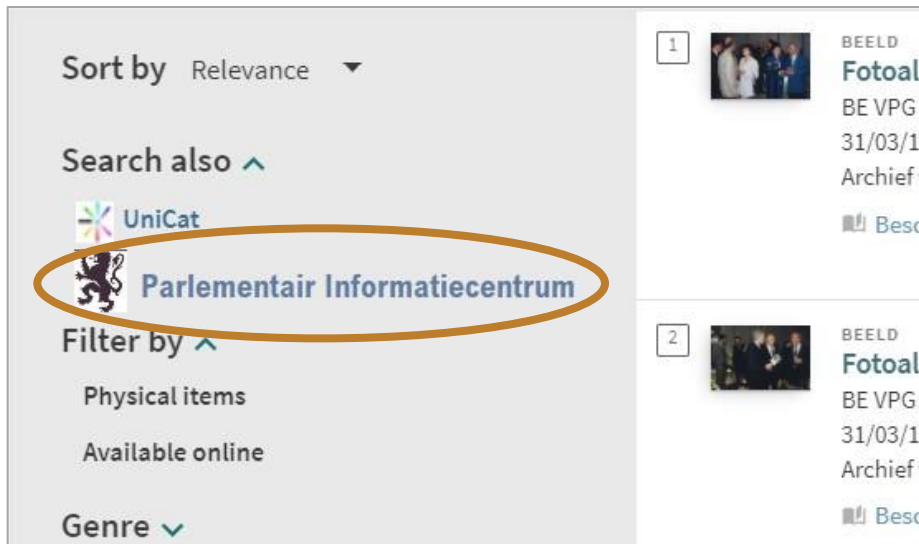 Sort by Relevance
Search also
UniCat
Parlementair Informatiecentrum
Filter by
Physical items
Available online
Genre
1
BEELD
Fotoal
BE VPG
31/03/1
Archief
Besc
2
BEELD
Fotoal
BE VPG
31/03/1
Archief
Besc